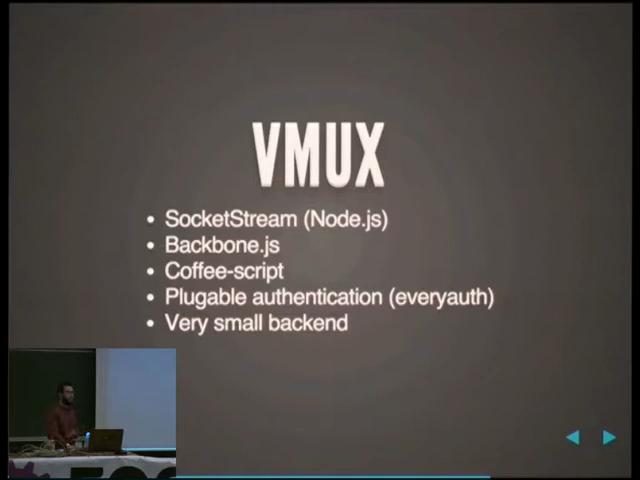 VMUX
SocketStream (Node.js)
Backbone.js
Coffee-script
Plugable authentication (everyauth)
Very small backend